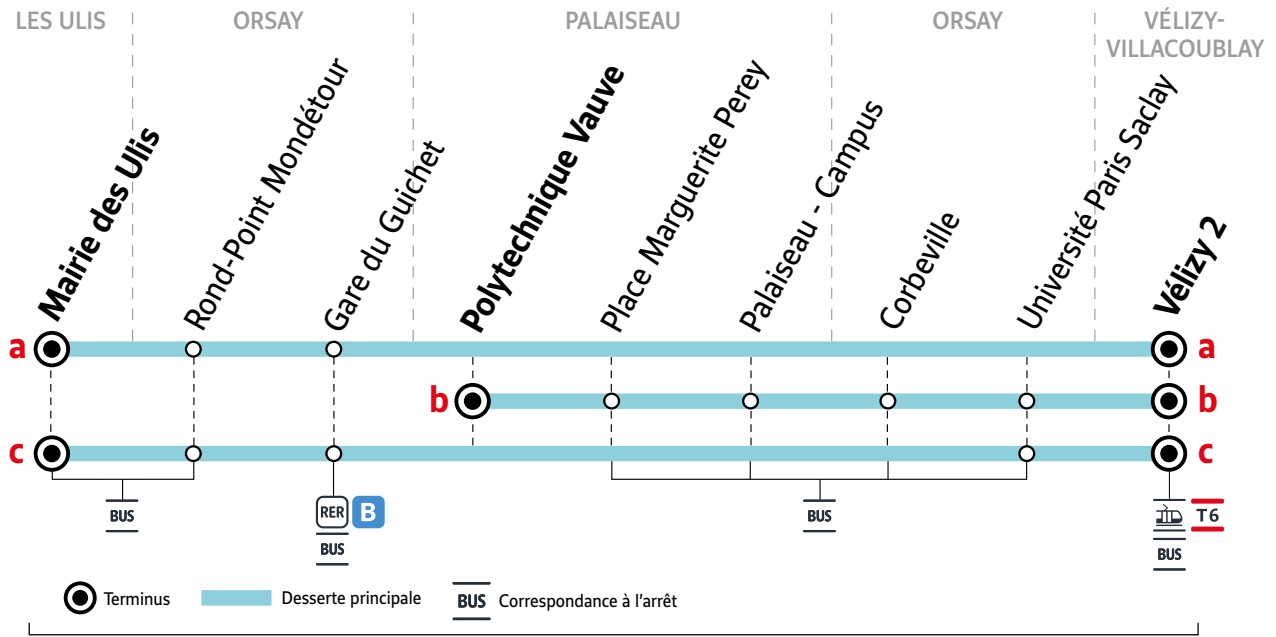 LES ULIS
ORSAY
PALAISEAU
ORSAY
VÉLIZY-
VILLACOUBLAY
Mairie des Ulis
Rond-Point Mondétour
Gare du Guichet
Polytechnique Vauve
Place Marguerite Perey
Palaiseau - Campus
Corbeville
Université Paris Saclay
Vélizy 2
a a
b b
c c
BUS
RER B
BUS
BUS
T6
BUS
Terminus
Desserte principale
BUS Correspondance à l'arrêt